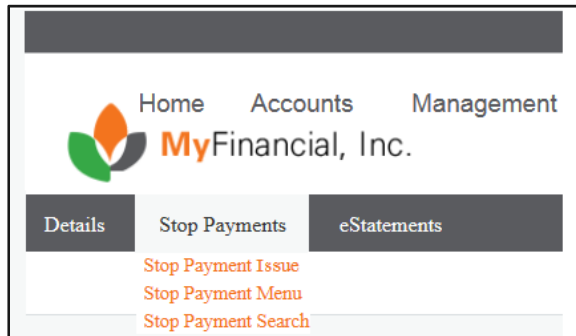 Home Accounts Management
MyFinancial, Inc.
Details Stop Payments eStatements
Stop Payment Issue
Stop Payment Menu
Stop Payment Search